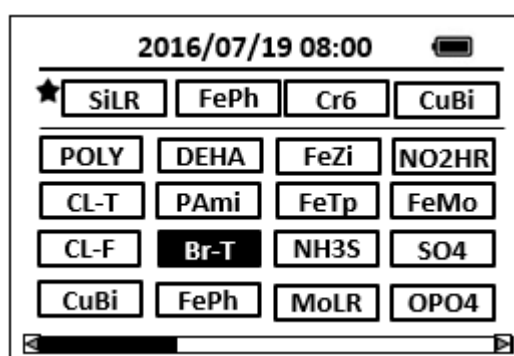 2016/07/19 08:00
SiLR FePh Cr6 CuBi
POLY DEHA FeZi NO2HR
CL-T PAmi FeTp FeMo
CL-F Br-T NH3S SO4
CuBi FePh MoLR OPO4